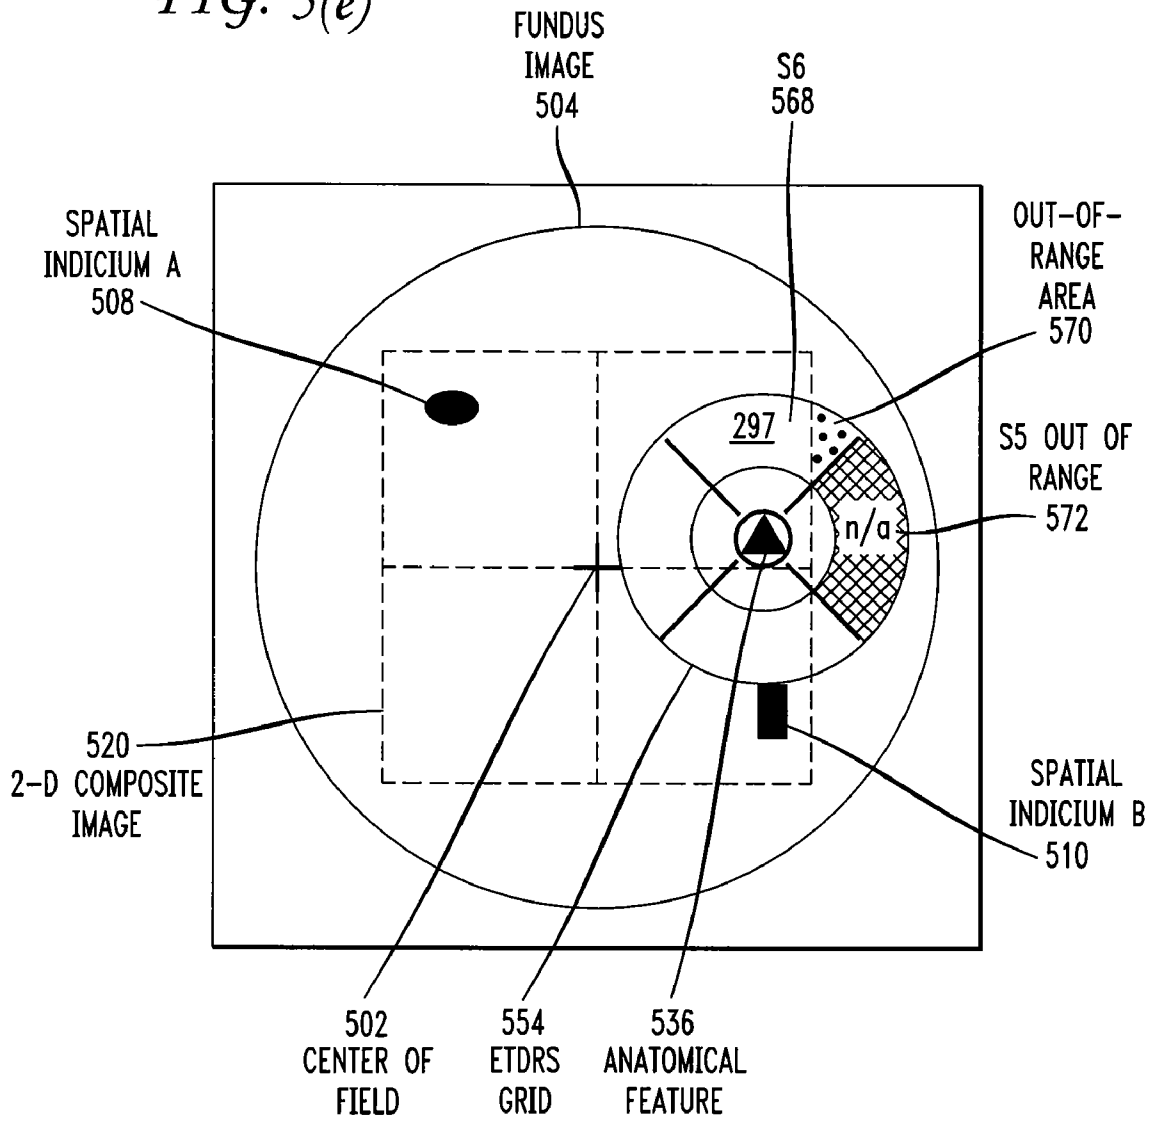 FIG. 5(e)
FUNDUS
IMAGE
504
S6
568
SPATIAL
INDICIUM A
508
OUT-OF-
RANGE
AREA
570
297
S5 OUT OF
RANGE
572
n/a
520
2-D COMPOSITE
IMAGE
SPATIAL
INDICIUM B
510
502
CENTER OF
FIELD
554
ETDRS
GRID
536
ANATOMICAL
FEATURE